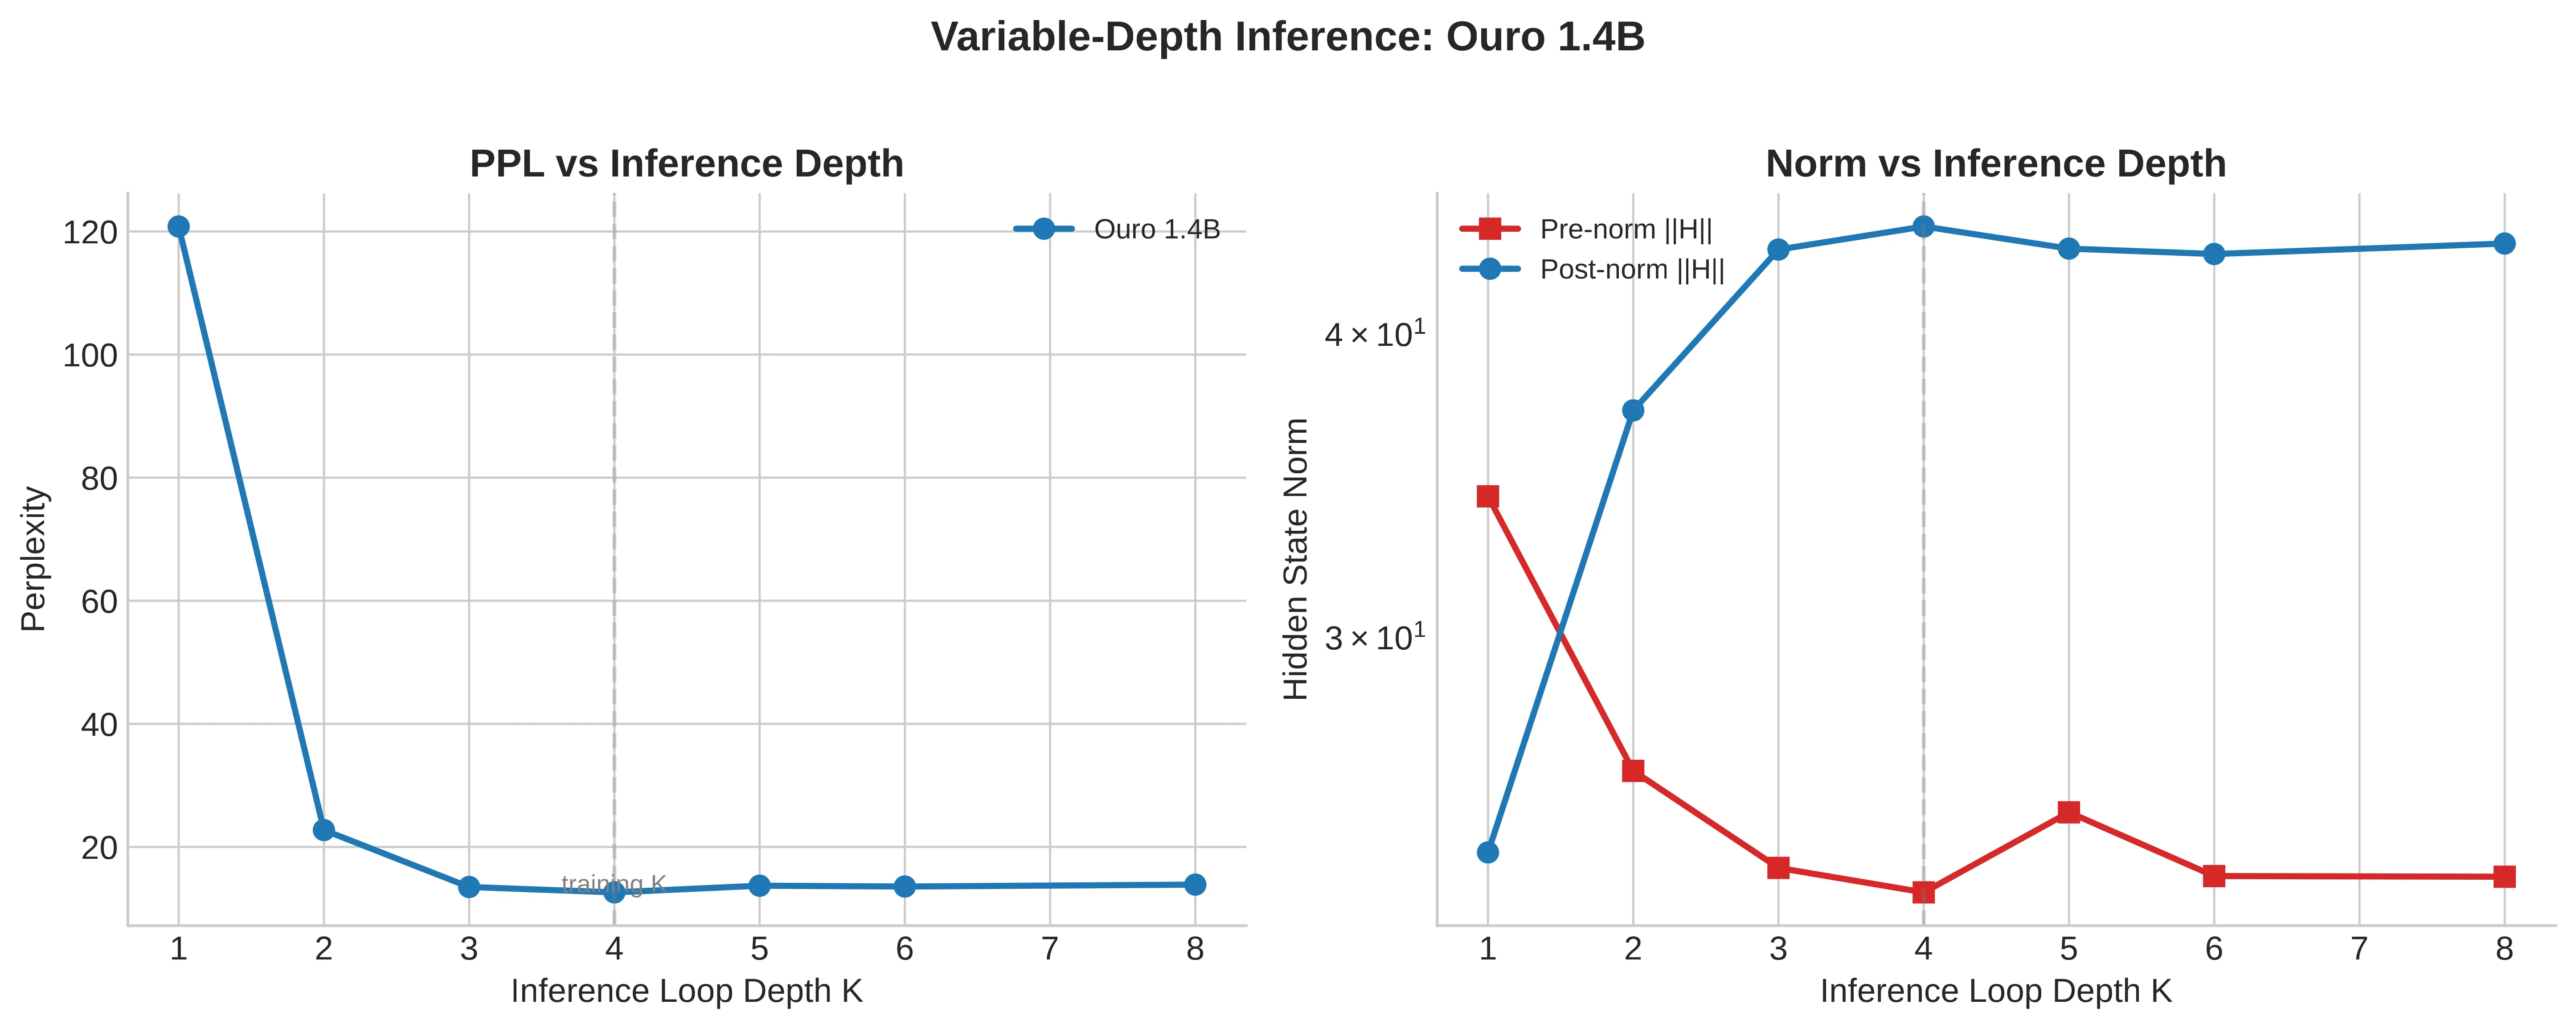 Variable-Depth Inference: Ouro 1.4B
PPL vs Inference Depth
Ouro 1.4B
120
100
80
60
40
20
Perplexity
training K
1 2 3 4 5 6 7 8
Inference Loop Depth K
Norm vs Inference Depth
Pre-norm ||H||
Post-norm ||H||
4 × 10¹
3 × 10¹
Hidden State Norm
1 2 3 4 5 6 7 8
Inference Loop Depth K